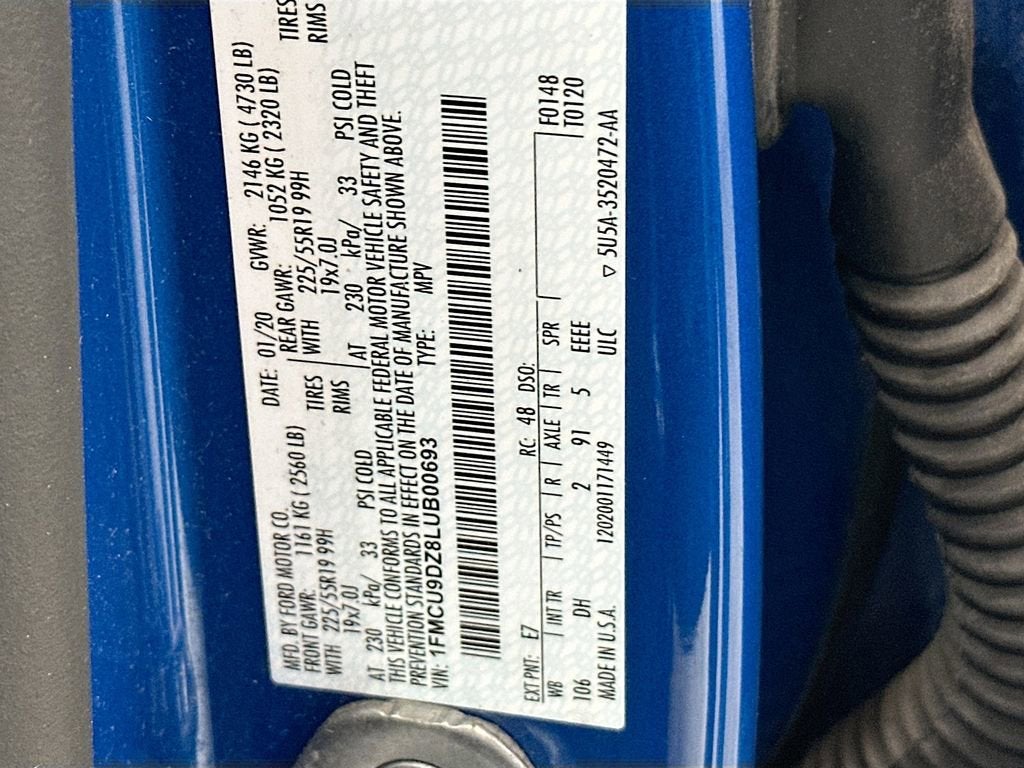 MFD. BY FORD MOTOR CO. DATE: 01/20 GVWR: 2146 KG ( 4730 LB)
FRONT GAWR: 1161 KG ( 2560 LB) REAR GAWR: 1052 KG ( 2320 LB)
WITH 225/55R19 99H TIRES WITH 225/55R19 99H TIRES
19x7.0J RIMS 19x7.0J RIMS
AT 230 kPa/ 33 PSI COLD AT 230 kPa/ 33 PSI COLD
THIS VEHICLE CONFORMS TO ALL APPLICABLE FEDERAL MOTOR VEHICLE SAFETY AND THEFT
PREVENTION STANDARDS IN EFFECT ON THE DATE OF MANUFACTURE SHOWN ABOVE.
VIN: 1FMCU9DZ8LUB00693 TYPE: MPV
EXT PNT: E7 RC: 48 DSO: F0148
WB INT TR TP/PS R AXLE TR SPR T0120
106 DH 2 91 5 EEEE
MADE IN U.S.A. 1202001171449 ULC ▽ 5U5A-3520472-AA